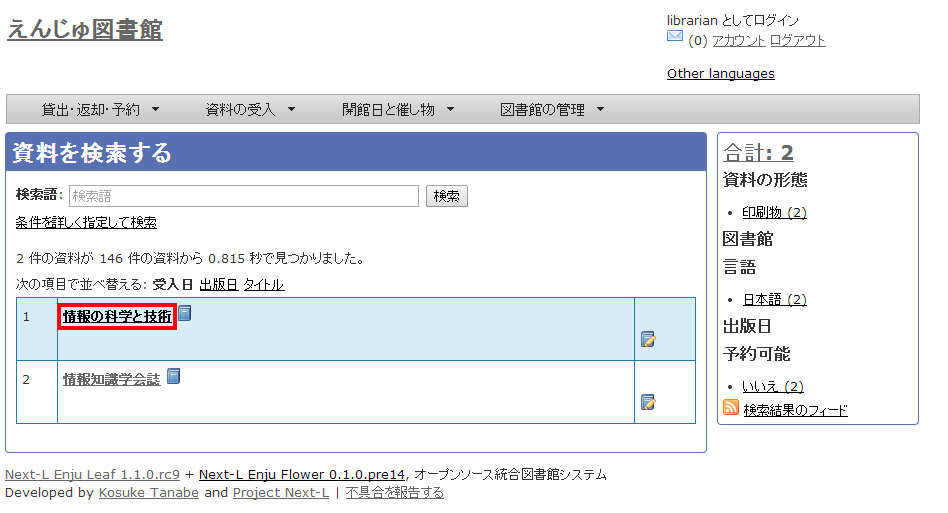 えんじゅ図書館
librarian としてログイン
(0) アカウント ログアウト
Other languages
貸出・返却・予約 ▼ 資料の受入 ▼ 開館日と催し物 ▼ 図書館の管理 ▼
資料を検索する
検索語: 検索語 検索
条件を詳しく指定して検索
2 件の資料が 146 件の資料から 0.815 秒で見つかりました。
次の項目で並べ替える: 受入日 出版日 タイトル
1 情報の科学と技術
2 情報知識学会誌
合計: 2
資料の形態
• 印刷物 (2)
図書館
言語
• 日本語 (2)
出版日
予約可能
• いいえ (2)
検索結果のフィード
Next-L Enju Leaf 1.1.0.rc9 + Next-L Enju Flower 0.1.0.pre14, オープンソース統合図書館システム
Developed by Kosuke Tanabe and Project Next-L | 不具合を報告する